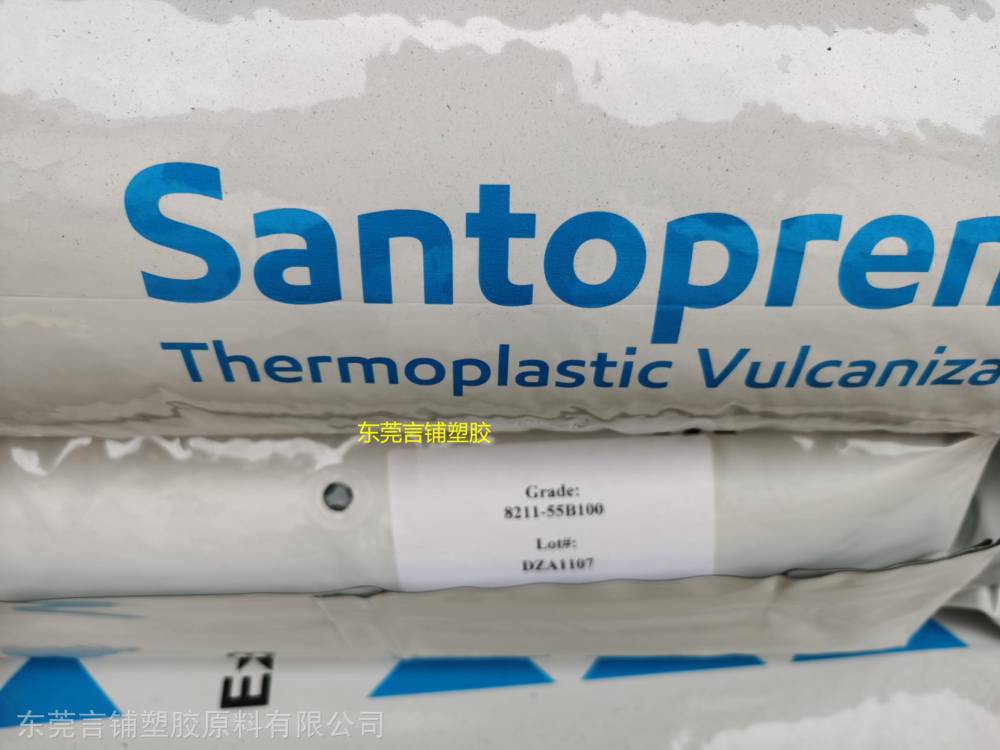 Santopren
Thermoplastic Vulcaniza
东莞言铺塑胶
Grade:
8211-55B100
Lot#:
DZA1107
东莞言铺塑胶原料有限公司